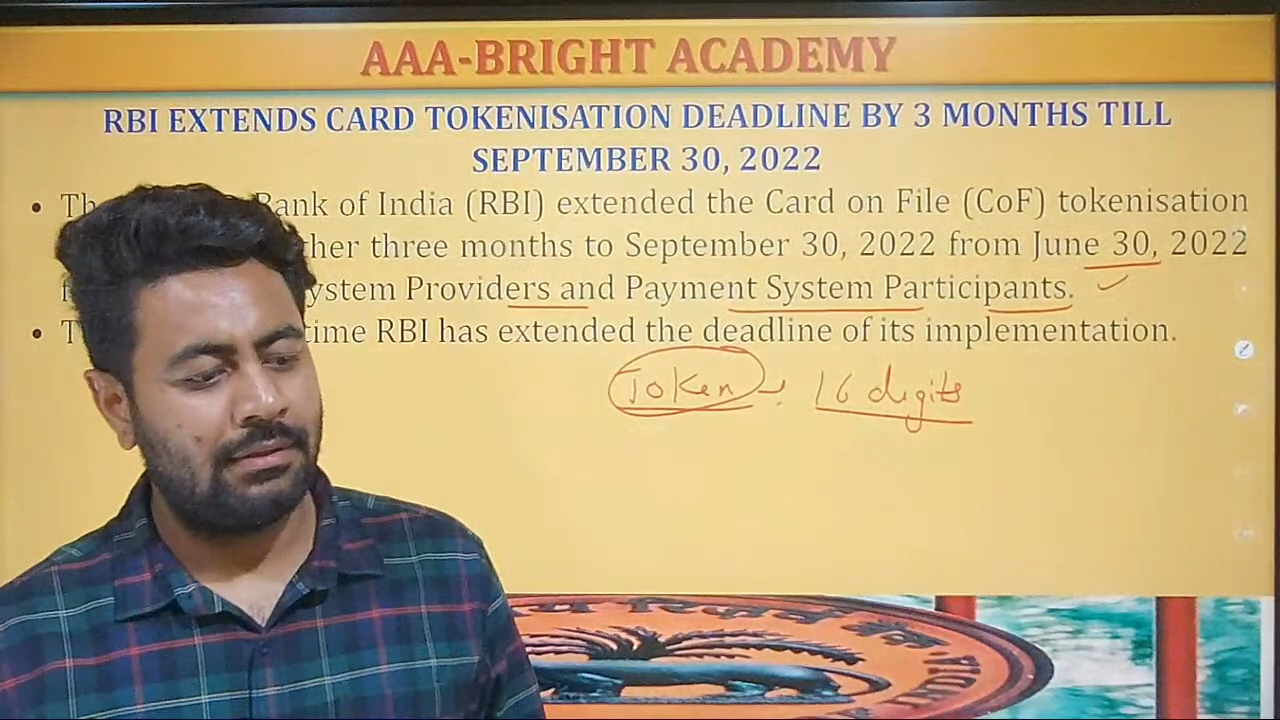 AAA-BRIGHT ACADEMY
RBI EXTENDS CARD TOKENISATION DEADLINE BY 3 MONTHS TILL
SEPTEMBER 30, 2022
• Th Bank of India (RBI) extended the Card on File (CoF) tokenisation
ther three months to September 30, 2022 from June 30, 2022
ystem Providers and Payment System Participants.
• T time RBI has extended the deadline of its implementation.
Token : 16 digits
रिज़र्व बैंक
INDIA